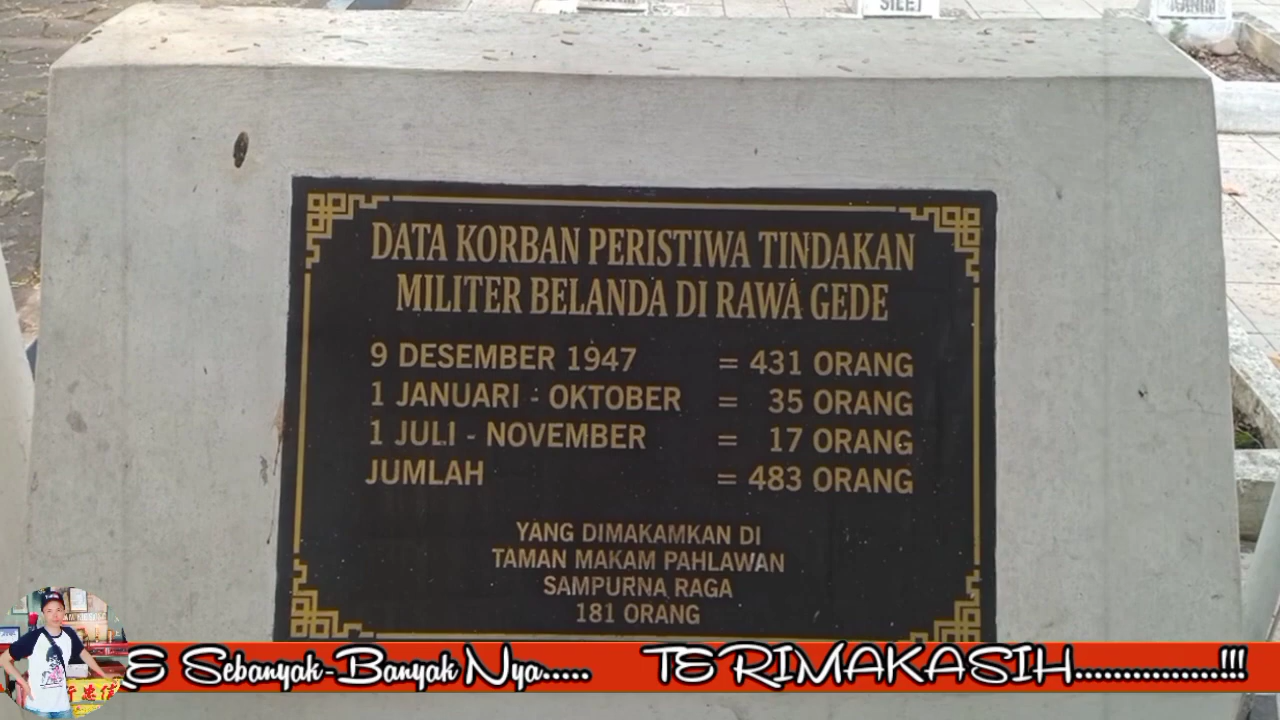 SILET
DATA KORBAN PERISTIWA TINDAKAN
MILITER BELANDA DI RAWA GEDE
9 DESEMBER 1947 = 431 ORANG
1 JANUARI - OKTOBER = 35 ORANG
1 JULI - NOVEMBER = 17 ORANG
JUMLAH = 483 ORANG
YANG DIMAKAMKAN DI
TAMAN MAKAM PAHLAWAN
SAMPURNA RAGA
181 ORANG
E Sebanyak-Banyak Nya..... TERIMAKASIH...............!!!